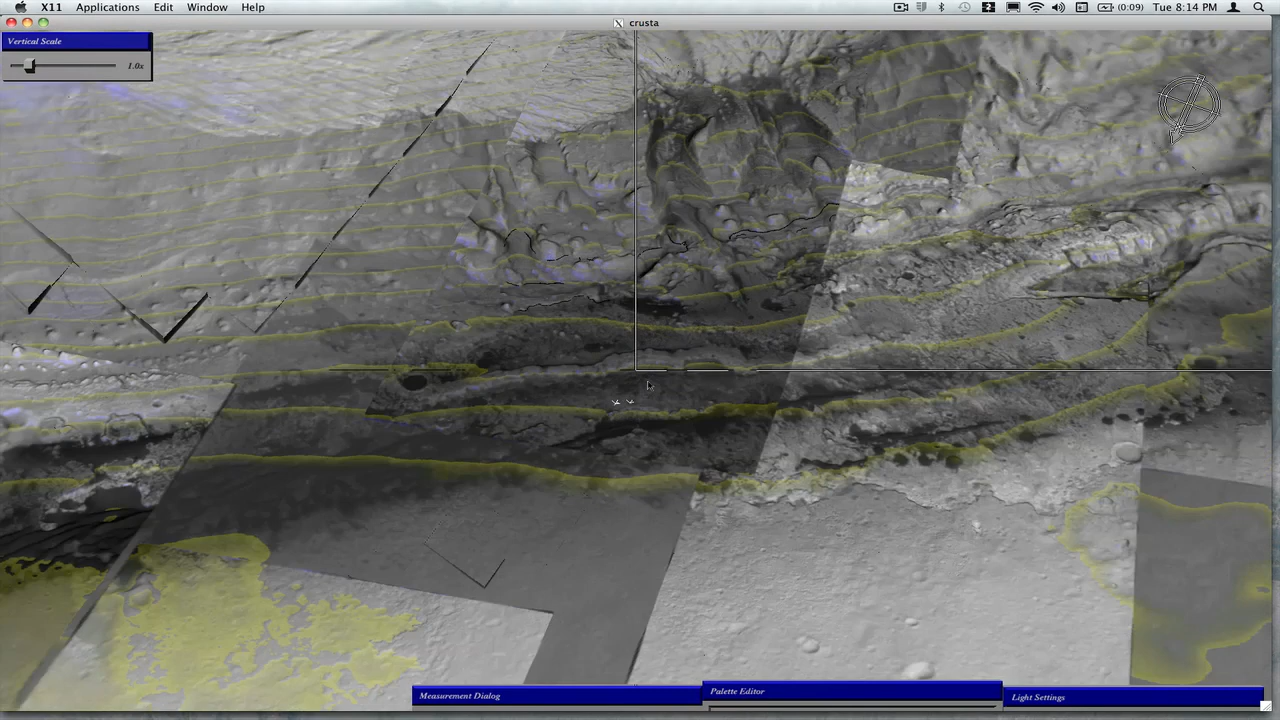 X11 Applications Edit Window Help
(0:09) Tue 8:14 PM
crusta
Vertical Scale
1.0x
Measurement Dialog
Palette Editor
Light Settings